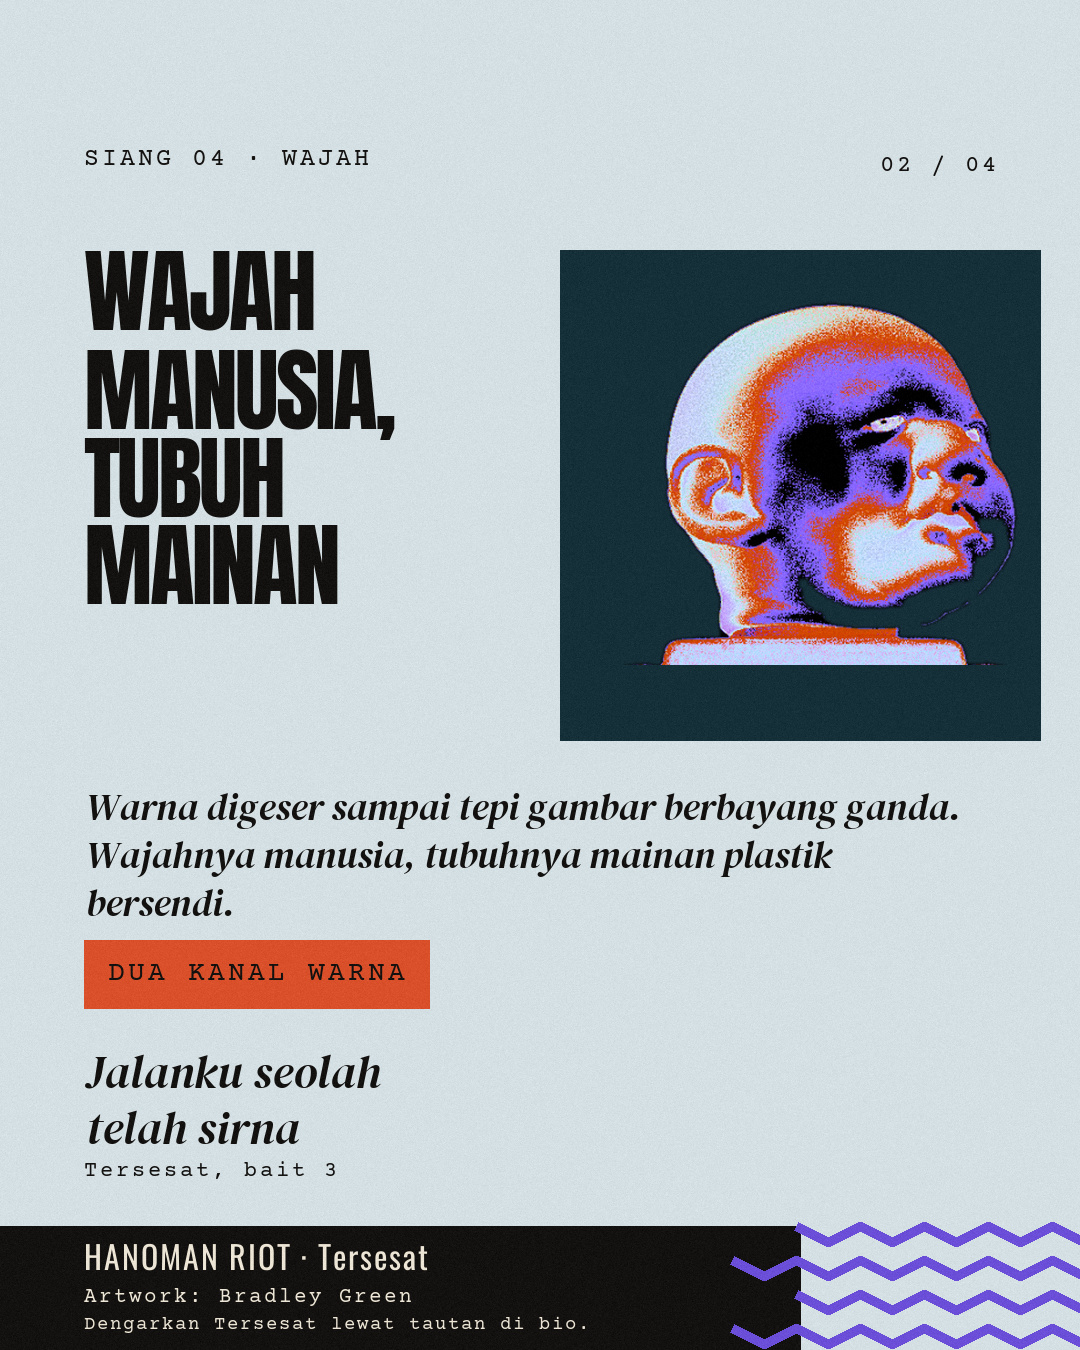 SIANG 04 · WAJAH
02 / 04
WAJAH
MANUSIA,
TUBUH
MAINAN
Warna digeser sampai tepi gambar berbayang ganda.
Wajahnya manusia, tubuhnya mainan plastik
bersendi.
DUA KANAL WARNA
Jalanku seolah
telah sirna
Tersesat, bait 3
HANOMAN RIOT · Tersesat
Artwork: Bradley Green
Dengarkan Tersesat lewat tautan di bio.